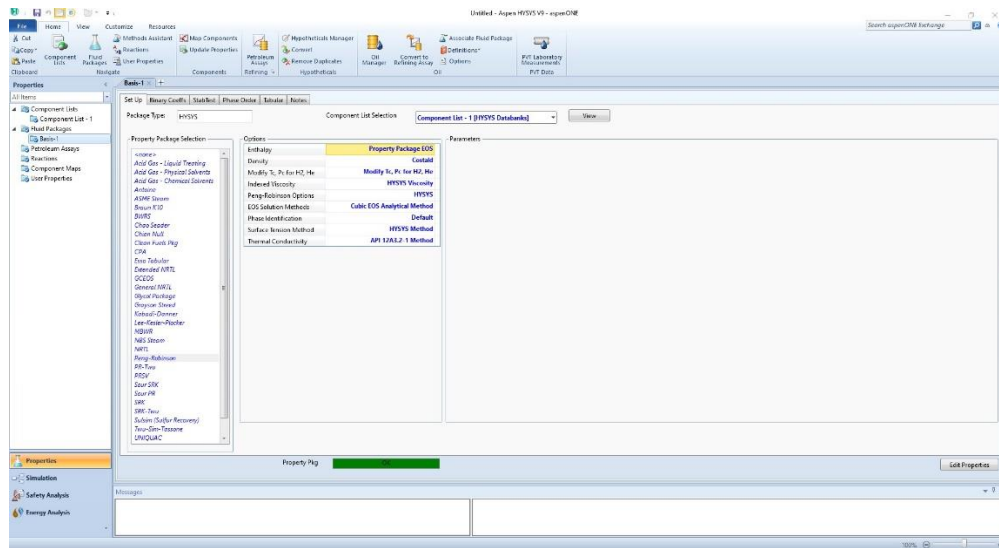 Untitled - Aspen HYSYS V9 - aspenONE
File Home View Customize Resources
Search aspenONE Exchange
Cut
Copy
Paste
Clipboard
Component Lists
Fluid Packages
Navigate
Methods Assistant
Reactions
User Properties
Map Components
Update Properties
Components
Petroleum Assays
Refining
Hypotheticals Manager
Convert
Remove Duplicates
Hypotheticals
Oil Manager
Convert to Refining Assay
Associate Fluid Package
Definitions
Options
Oil
PVT Laboratory Measurements
PVT Data
Properties
All Items
Component Lists
Component List - 1
Fluid Packages
Basis-1
Petroleum Assays
Reactions
Component Maps
User Properties
Properties
Simulation
Safety Analysis
Energy Analysis
Basis-1 +
Set Up Binary Coeffs StabTest Phase Order Tabular Notes
Package Type: HYSYS
Component List Selection Component List - 1 [HYSYS Databanks] View
Property Package Selection
<none>
Acid Gas - Liquid Treating
Acid Gas - Physical Solvents
Acid Gas - Chemical Solvents
Antoine
ASME Steam
Braun K10
BWRS
Chao Seader
Chien Null
Clean Fuels Pkg
CPA
Esso Tabular
Extended NRTL
GCEOS
General NRTL
Glycol Package
Grayson Streed
Kabadi-Danner
Lee-Kesler-Plocker
MBWR
NBS Steam
NRTL
Peng-Robinson
PR-Twu
PRSV
Sour SRK
Sour PR
SRK
SRK-Twu
Sulsim (Sulfur Recovery)
Twu-Sim-Tassone
UNIQUAC
Options
Enthalpy Property Package EOS
Density Costald
Modify Tc, Pc for H2, He Modify Tc, Pc for H2, He
Indexed Viscosity HYSYS Viscosity
Peng-Robinson Options HYSYS
EOS Solution Methods Cubic EOS Analytical Method
Phase Identification Default
Surface Tension Method HYSYS Method
Thermal Conductivity API 12A3.2-1 Method
Parameters
Property Pkg OK
Edit Properties
Messages
100%